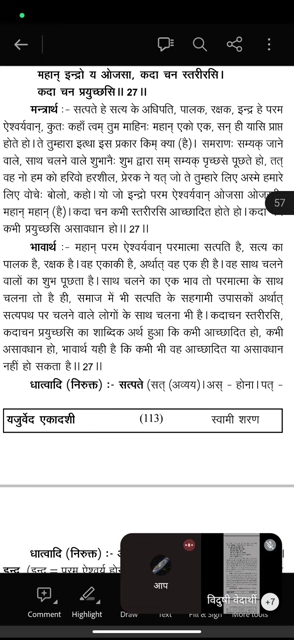 महान् इन्द्रो य ओजसा, कदा चन स्तरीरसि।
कदा चन प्रयुच्छसि॥27॥
मन्त्रार्थ :- सत्पते हे सत्य के अधिपति, पालक, रक्षक, इन्द्र हे परम
ऐश्वर्यवान्, कुतः कहाँ त्वम् तुम माहिनः महान् एको एक, सन् ही यासि प्राप्त
होते हो। ते तुम्हारा इत्था इस प्रकार किम् क्या (है)। समराणः सम्यक् जाने
वाले, साथ चलने वाले शुभानैः शुभ द्वारा सम् सम्यक् पृच्छसे पूछते हो, तत्
वह नो हम को हरिवो हरशील, प्रेरक ने यत् जो ते तुम्हारे लिए अस्मे हमारे
लिए वोचेः बोलो, कहो। यो जो इन्द्रो परम ऐश्वर्यवान् ओजसा
महान् महान् (है)। कदा चन कभी स्तरीरसि आच्छादित होते हो। कदा
57
कभी प्रयुच्छसि असावधान हो॥27॥
भावार्थ :- महान् परम ऐश्वर्यवान् परमात्मा सत्पति है, सत्य का
पालक है, रक्षक है। वह एकाकी है, अर्थात् वह एक ही है। वह साथ चलने
वालों का शुभ पूछता है। साथ चलने का एक भाव तो परमात्मा के साथ
चलना तो है ही, समाज में भी सत्पति के सहगामी उपासकों अर्थात्
सत्यपथ पर चलने वाले लोगों के साथ चलना भी है। कदाचन स्तरीरसि,
कदाचन प्रयुच्छसि का शाब्दिक अर्थ हुआ कि कभी आच्छादित हो, कभी
असावधान हो, भावार्थ यही है कि कभी भी वह आच्छादित या असावधान
नहीं हो सकता है॥27॥
धात्वादि (निरुक्त) :- सत्पते (सत् (अव्यय)। अस् - होना। पत् -
यजुर्वेद एकादशी (113) स्वामी शरण
धात्वादि (निरुक्त) :-
इन्द्र (इन्द्र = परम ऐश्वर्य
आप
विदुषी वेदार्या
+7
Comment Highlight Draw Text Fill & Sign More tools